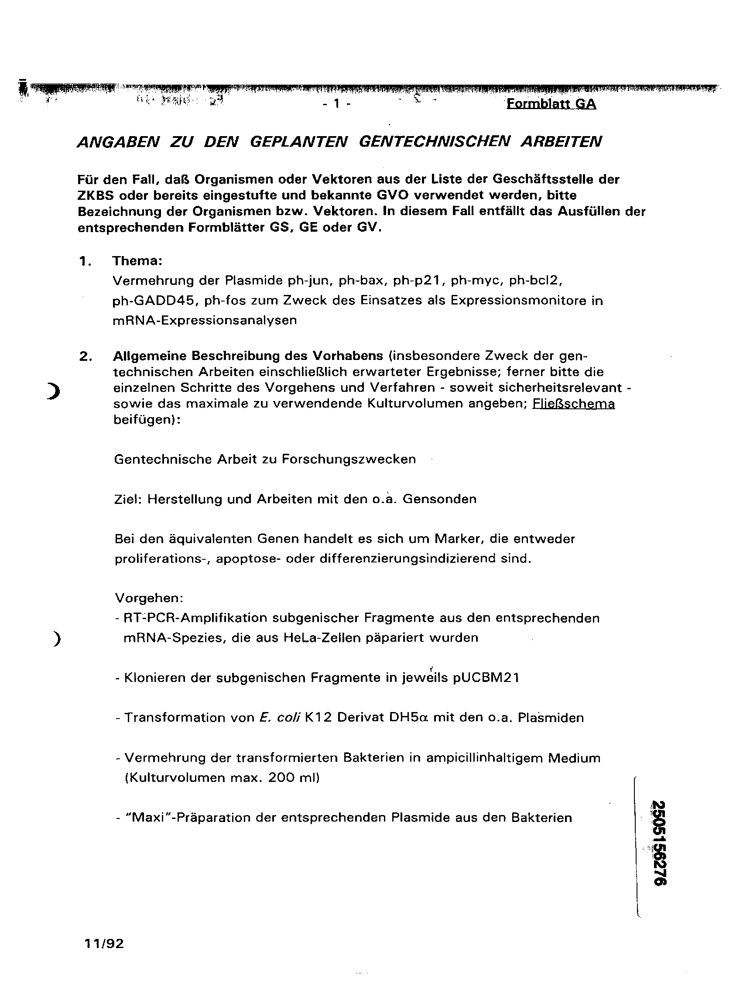 - 1 -
Formblatt GA
ANGABEN ZU DEN GEPLANTEN GENTECHNISCHEN ARBEITEN
Für den Fall, daß Organismen oder Vektoren aus der Liste der Geschäftsstelle der
ZKBS oder bereits eingestufte und bekannte GVO verwendet werden, bitte
Bezeichnung der Organismen bzw. Vektoren. In diesem Fall entfällt das Ausfüllen der
entsprechenden Formblätter GS, GE oder GV.
1. Thema:
Vermehrung der Plasmide ph-jun, ph-bax, ph-p21, ph-myc, ph-bcl2,
ph-GADD45, ph-fos zum Zweck des Einsatzes als Expressionsmonitore in
mRNA-Expressionsanalysen
2. Allgemeine Beschreibung des Vorhabens (insbesondere Zweck der gen-
technischen Arbeiten einschließlich erwarteter Ergebnisse; ferner bitte die
einzelnen Schritte des Vorgehens und Verfahren - soweit sicherheitsrelevant -
sowie das maximale zu verwendende Kulturvolumen angeben; Fließschema
beifügen):
Gentechnische Arbeit zu Forschungszwecken
Ziel: Herstellung und Arbeiten mit den o.a. Gensonden
Bei den äquivalenten Genen handelt es sich um Marker, die entweder
proliferations-, apoptose- oder differenzierungsindizierend sind.
Vorgehen:
- RT-PCR-Amplifikation subgenischer Fragmente aus den entsprechenden
mRNA-Spezies, die aus HeLa-Zellen päpariert wurden
- Klonieren der subgenischen Fragmente in jeweils pUCBM21
- Transformation von E. coli K12 Derivat DH5α mit den o.a. Plasmiden
- Vermehrung der transformierten Bakterien in ampicillinhaltigem Medium
(Kulturvolumen max. 200 ml)
- "Maxi"-Präparation der entsprechenden Plasmide aus den Bakterien
2505156276
11/92